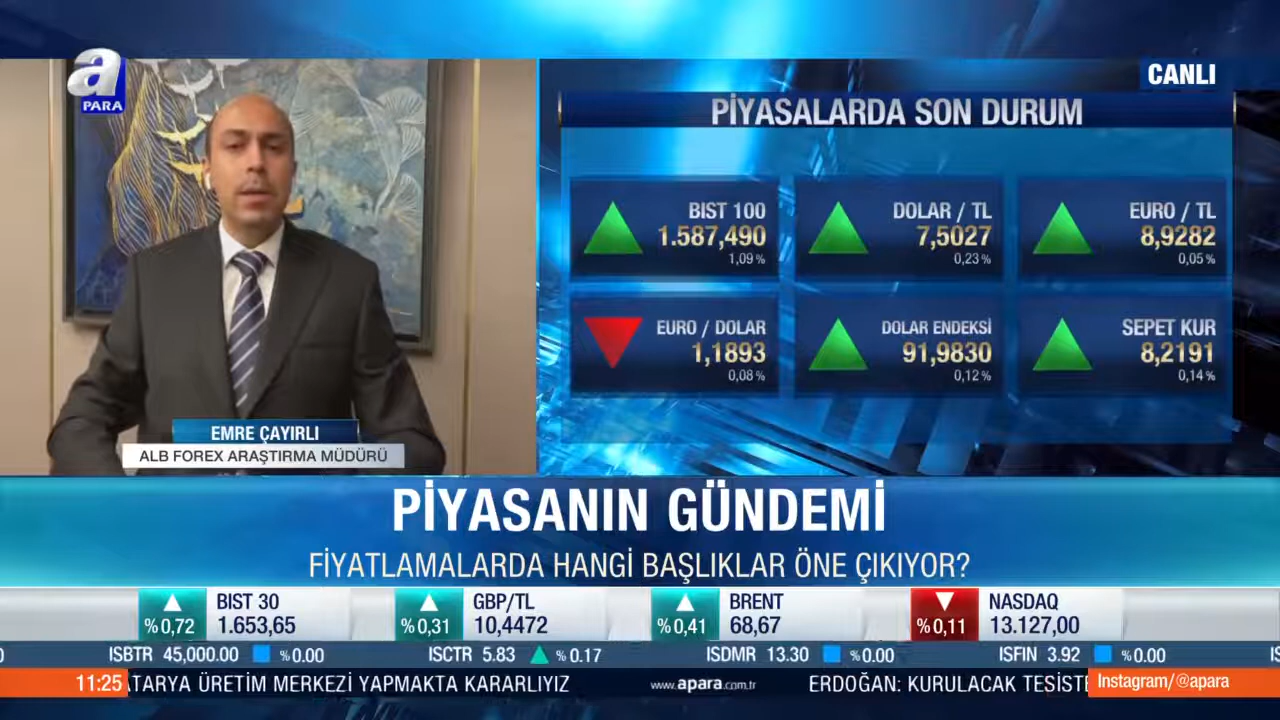 a
PARA
CANLI
PİYASALARDA SON DURUM
BIST 100
1.587,490
1,09 %
DOLAR / TL
7,5027
0,23 %
EURO / TL
8,9282
0,05 %
EURO / DOLAR
1,1893
0,08 %
DOLAR ENDEKSİ
91,9830
0,12 %
SEPET KUR
8,2191
0,14 %
EMRE ÇAYIRLI
ALB FOREX ARAŞTIRMA MÜDÜRÜ
PİYASANIN GÜNDEMİ
FİYATLAMALARDA HANGİ BAŞLIKLAR ÖNE ÇIKIYOR?
% 0,72 BIST 30 1.653,65
% 0,31 GBP/TL 10,4472
% 0,41 BRENT 68,67
% 0,11 NASDAQ 13.127,00
0 ISBTR 45,000.00 % 0.00 ISCTR 5.83 % 0.17 ISDMR 13.30 % 0.00 ISFIN 3.92 % 0.00 IS
11:25 TARYA ÜRETİM MERKEZİ YAPMAKTA KARARLIYIZ www.apara.com.tr ERDOĞAN: KURULACAK TESİSTE Instagram/@apara